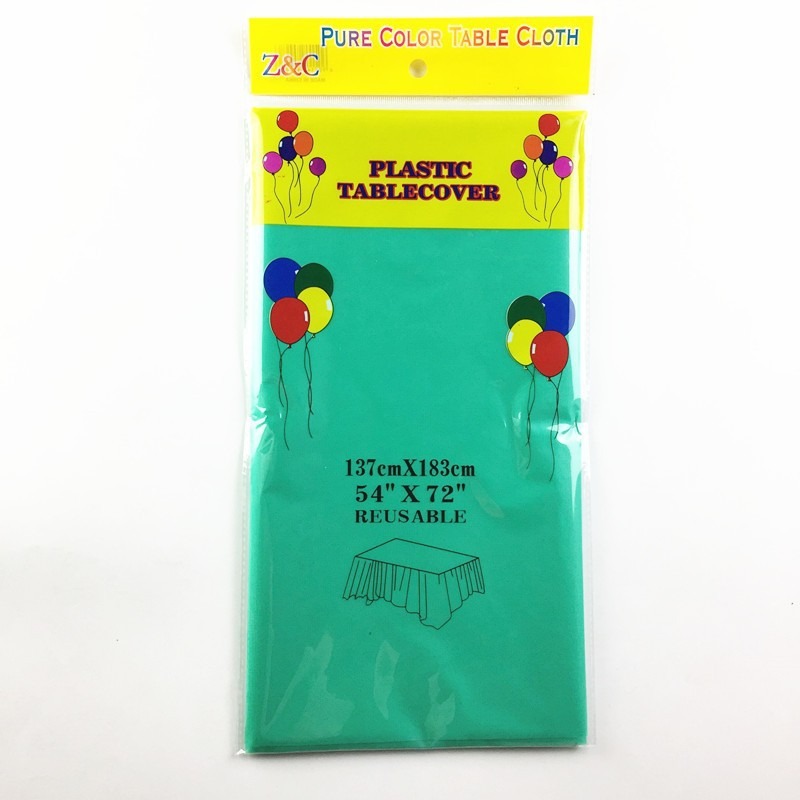 PURE COLOR TABLE CLOTH
Z&C
PLASTIC
TABLECOVER
137cmX183cm
54" X 72"
REUSABLE